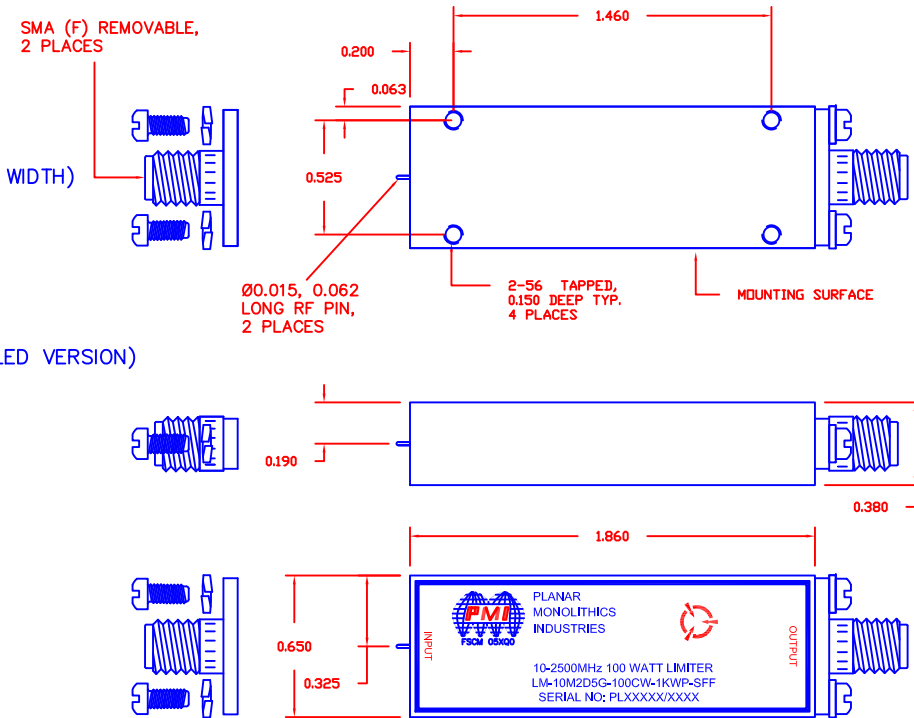 SMA (F) REMOVABLE,
2 PLACES
1.460
0.200
0.063
WIDTH)
0.525
Ø0.015, 0.062
LONG RF PIN,
2 PLACES
2-56 TAPPED,
0.150 DEEP TYP.
4 PLACES
MOUNTING SURFACE
LED VERSION)
0.190
0.380
1.860
0.650
0.325
INPUT
PMI
FSCM 05XQ0
PLANAR
MONOLITHICS
INDUSTRIES
OUTPUT
10-2500MHz 100 WATT LIMITER
LM-10M2D5G-100CW-1KWP-SFF
SERIAL NO: PLXXXXX/XXXX